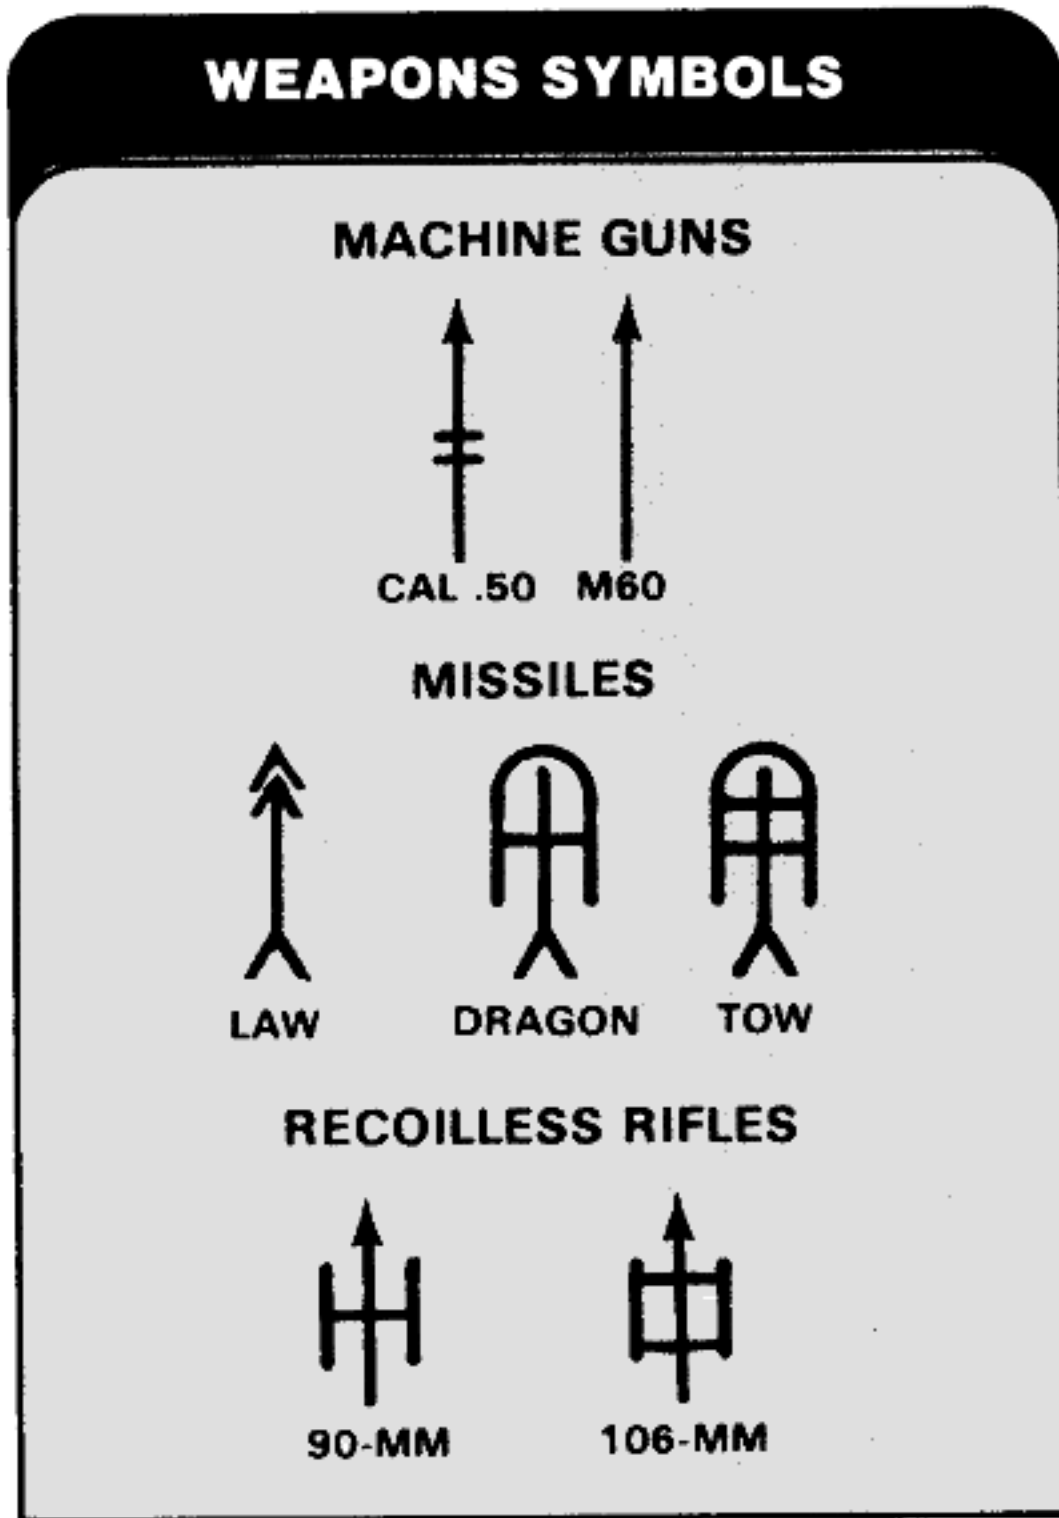 WEAPONS SYMBOLS
MACHINE GUNS
CAL .50 M60
MISSILES
LAW DRAGON TOW
RECOILLESS RIFLES
90-MM 106-MM